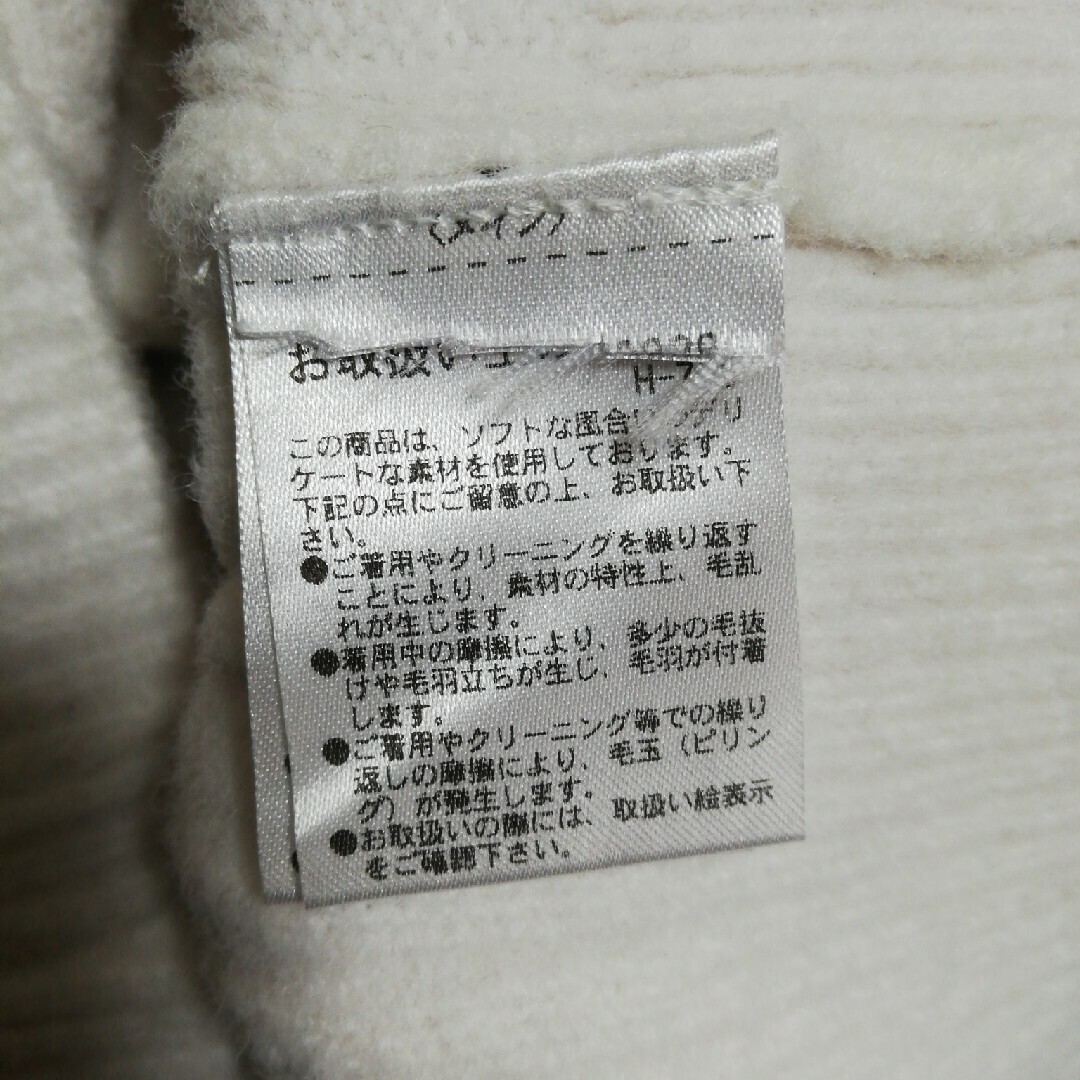 (メイン)
お取扱い上の
H-7
この商品は、ソフトな風合いのデリ
ケートな素材を使用しております。
下記の点にご留意の上、お取扱い下
さい。
●ご着用やクリーニングを繰り返す
ことにより、素材の特性上、毛乱
れが生じます。
●着用中の摩擦により、多少の毛抜
けや毛羽立ちが生じ、毛羽が付着
します。
●ご着用やクリーニング等での繰り
返しの摩擦により、毛玉(ピリン
グ)が発生します。
●お取扱いの際には、取扱い絵表示
をご確認下さい。